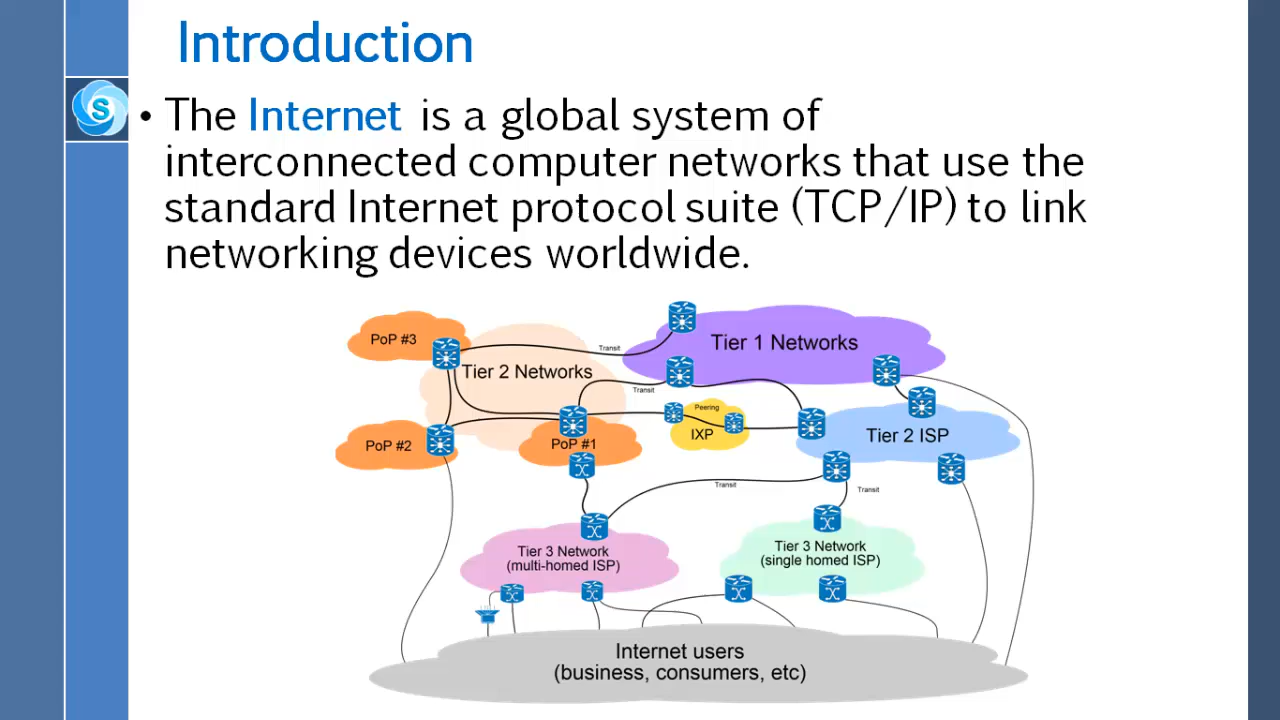 Introduction
S
• The Internet is a global system of
interconnected computer networks that use the
standard Internet protocol suite (TCP/IP) to link
networking devices worldwide.
PoP #3
Transit
Tier 1 Networks
Tier 2 Networks
Transit
Peering
IXP
Tier 2 ISP
PoP #2
PoP #1
Transit
Transit
Tier 3 Network
(multi-homed ISP)
Tier 3 Network
(single homed ISP)
Internet users
(business, consumers, etc)